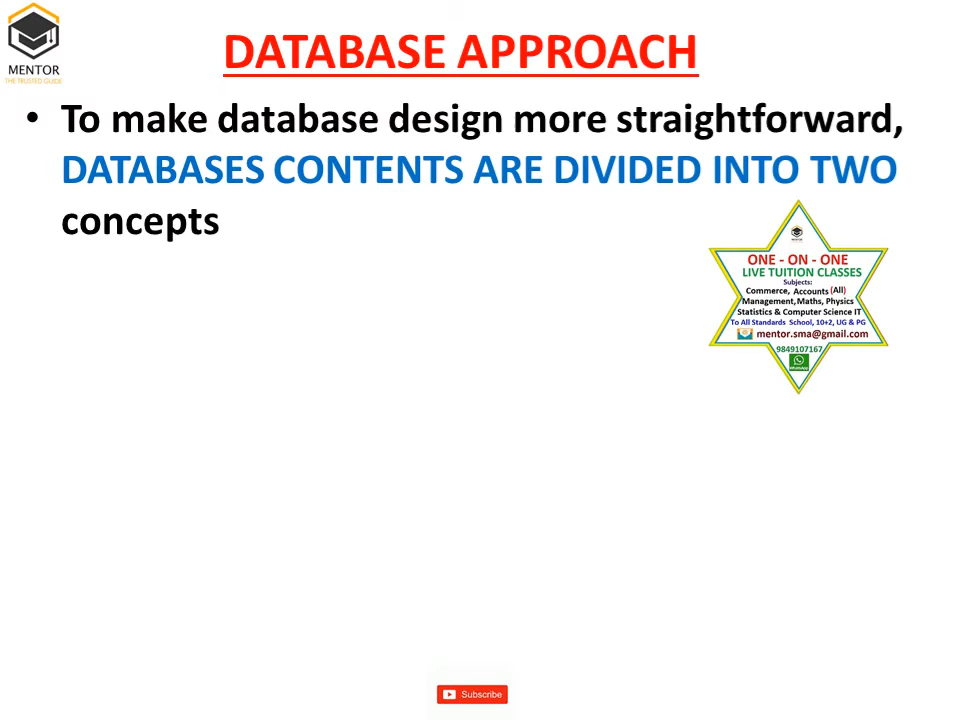 MENTOR
THE TRUSTED GUIDE
DATABASE APPROACH
• To make database design more straightforward,
DATABASES CONTENTS ARE DIVIDED INTO TWO
concepts
MENTOR
ONE - ON - ONE
LIVE TUITION CLASSES
Subjects:
Commerce, Accounts (All)
Management, Maths, Physics
Statistics & Computer Science IT
To All Standards School, 10+2, UG & PG
mentor.sma@gmail.com
9849107167
WhatsApp
Subscribe